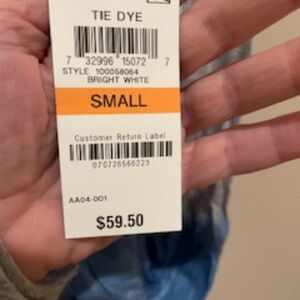 TIE DYE
7 32996 15072 7
STYLE 100058064
BRIGHT WHITE
SMALL
Customer Return Label
070726566223
AA04-001
$59.50